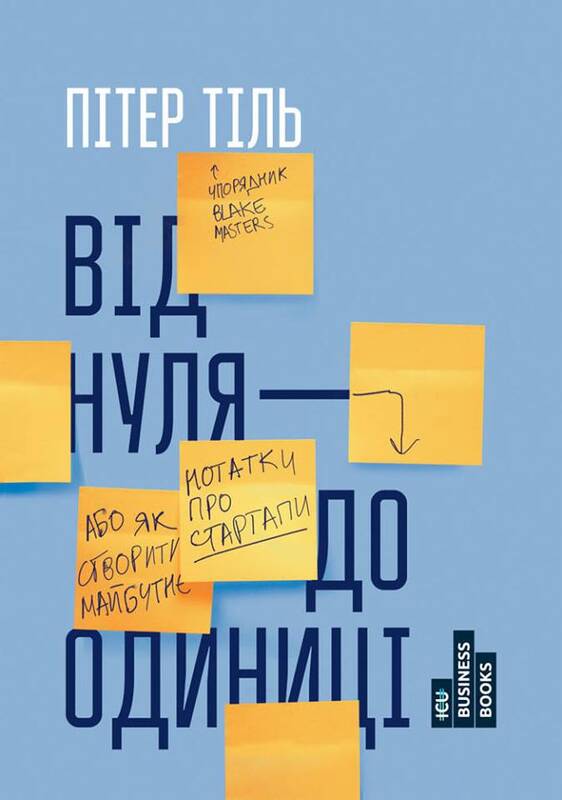 ПІТЕР ТІЛЬ
↑
УПОРЯДНИК
BLAKE
MASTERS
ВІД
НУЛЯ—
НОТАТКИ
ПРО
СТАРТАПИ
АБО ЯК
СТВОРИТИ
МАЙБУТНЄ
ДО
ОДИНИЦІ
ICU
BUSINESS
BOOKS